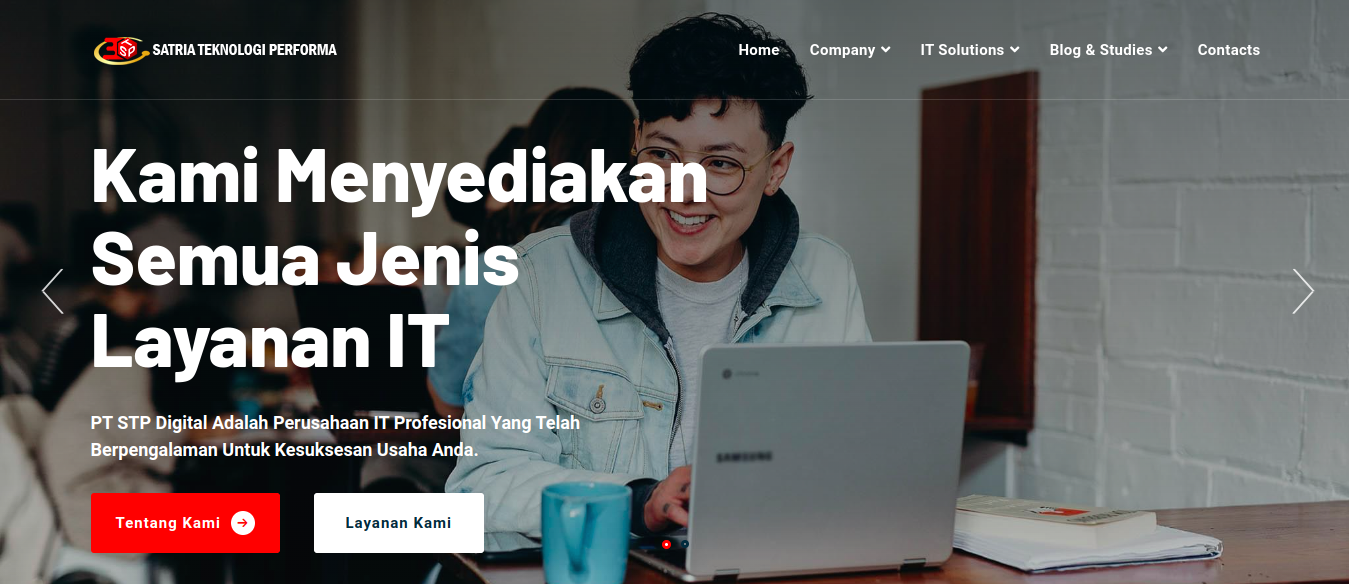 SP
SATRIA TEKNOLOGI PERFORMA
Home
Company
IT Solutions
Blog & Studies
Contacts
Kami Menyediakan
Semua Jenis
Layanan IT
PT STP Digital Adalah Perusahaan IT Profesional Yang Telah
Berpengalaman Untuk Kesuksesan Usaha Anda.
Tentang Kami
Layanan Kami
SAMSUNG